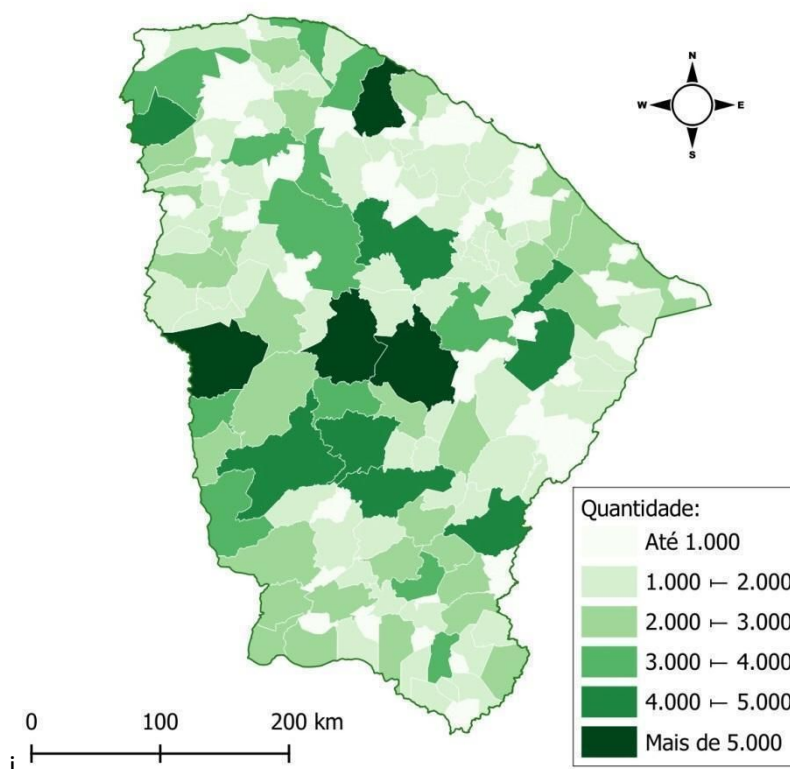 N
W E
S
Quantidade:
Até 1.000
1.000 ⊢ 2.000
2.000 ⊢ 3.000
3.000 ⊢ 4.000
4.000 ⊢ 5.000
Mais de 5.000
0 100 200 km
i